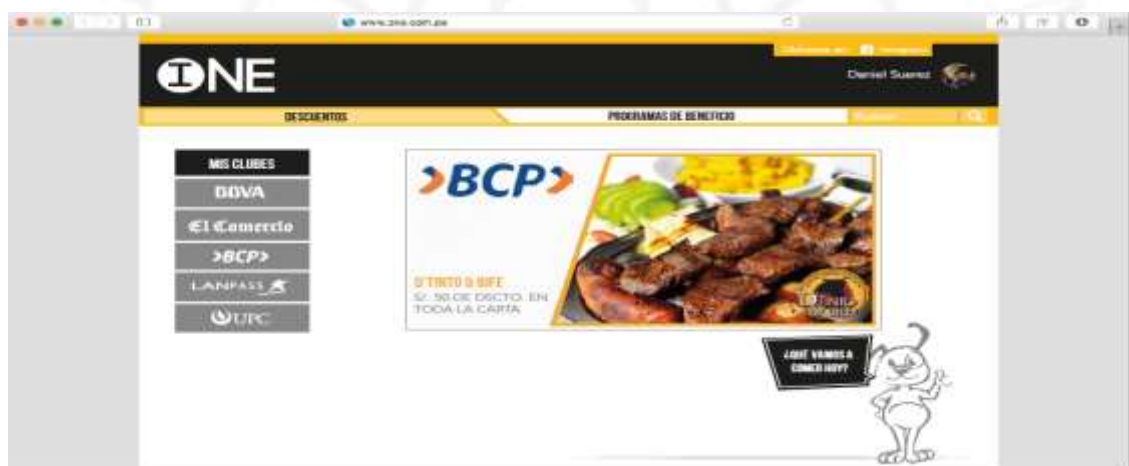 www.one.com.pe
ONE
Daniel Suarez
DESCUENTOS
PROGRAMAS DE BENEFICIO
MIS CLUBES
BBVA
El Comercio
>BCP>
LANPASS
UPC
>BCP>
D'TINTO & BIFE
S/. 50 DE DSCTO. EN
TODA LA CARTA
¿QUÉ VAMOS A
COMER HOY?